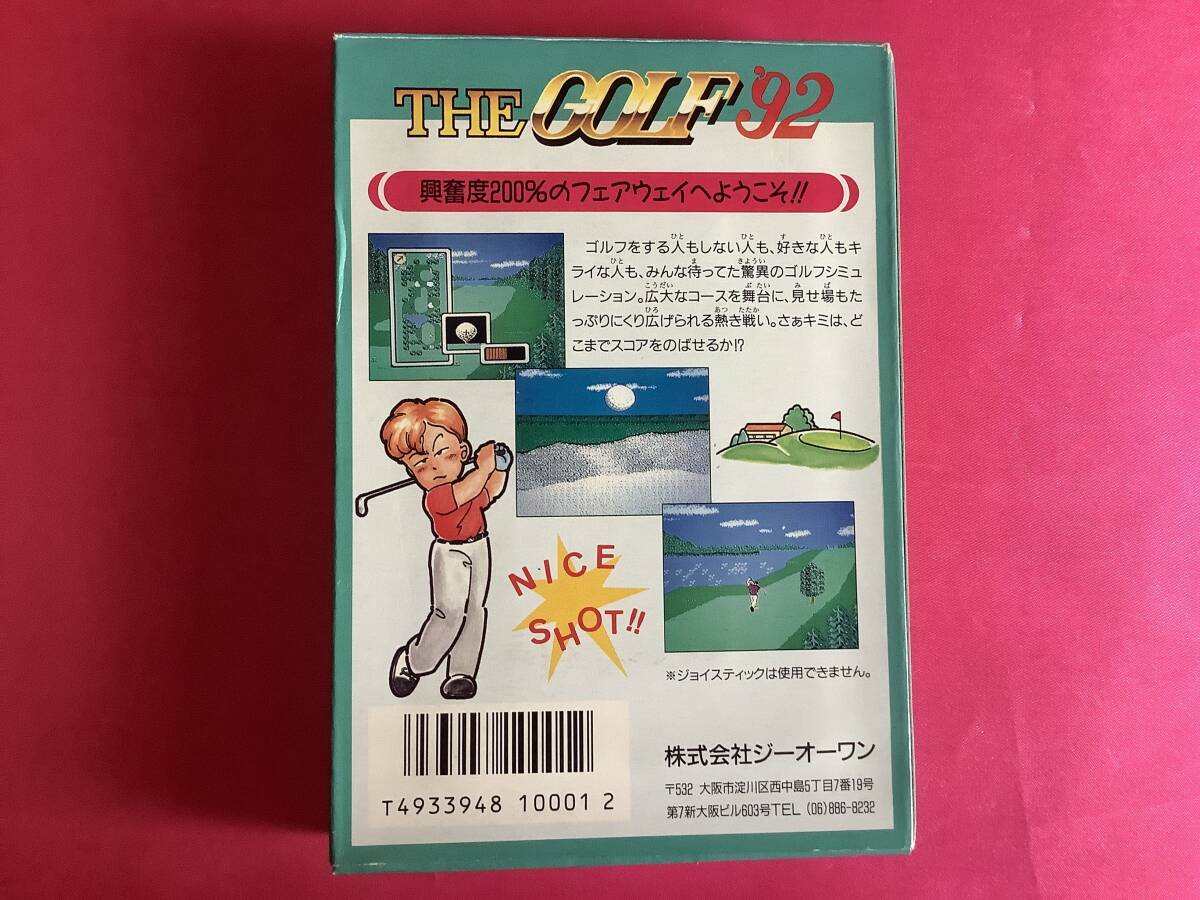 THE GOLF '92
興奮度200%のフェアウェイへようこそ!!
ゴルフをする人もしない人も、好きな人もキ
ライな人も、みんな待ってた驚異のゴルフシミュ
レーション。広大なコースを舞台に、見せ場もた
っぷりにくり広げられる熱き戦い。さぁキミは、ど
こまでスコアをのばせるか!?
NICE
SHOT!!
※ジョイスティックは使用できません。
T4933948 10001 2
株式会社ジーオーワン
〒532 大阪市淀川区西中島5丁目7番19号
第7新大阪ビル603号TEL (06)886-8232